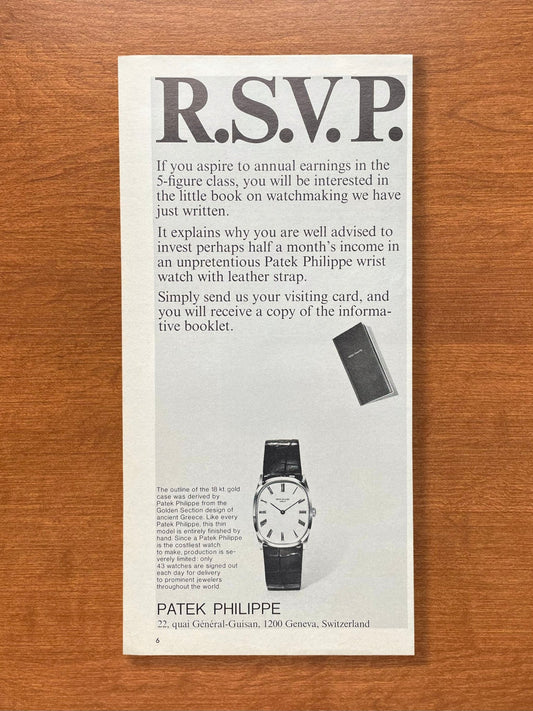 R.S.V.P.
If you aspire to annual earnings in the
5-figure class, you will be interested in
the little book on watchmaking we have
just written.
It explains why you are well advised to
invest perhaps half a month's income in
an unpretentious Patek Philippe wrist
watch with leather strap.
Simply send us your visiting card, and
you will receive a copy of the informa-
tive booklet.
The outline of the 18 kt. gold
case was derived by
Patek Philippe from the
Golden Section design of
ancient Greece. Like every
Patek Philippe, this thin
model is entirely finished by
hand. Since a Patek Philippe
is the costliest watch
to make, production is se-
verely limited: only
43 watches are signed out
each day for delivery
to prominent jewelers
throughout the world.
PATEK PHILIPPE
22, quai Général-Guisan, 1200 Geneva, Switzerland
6